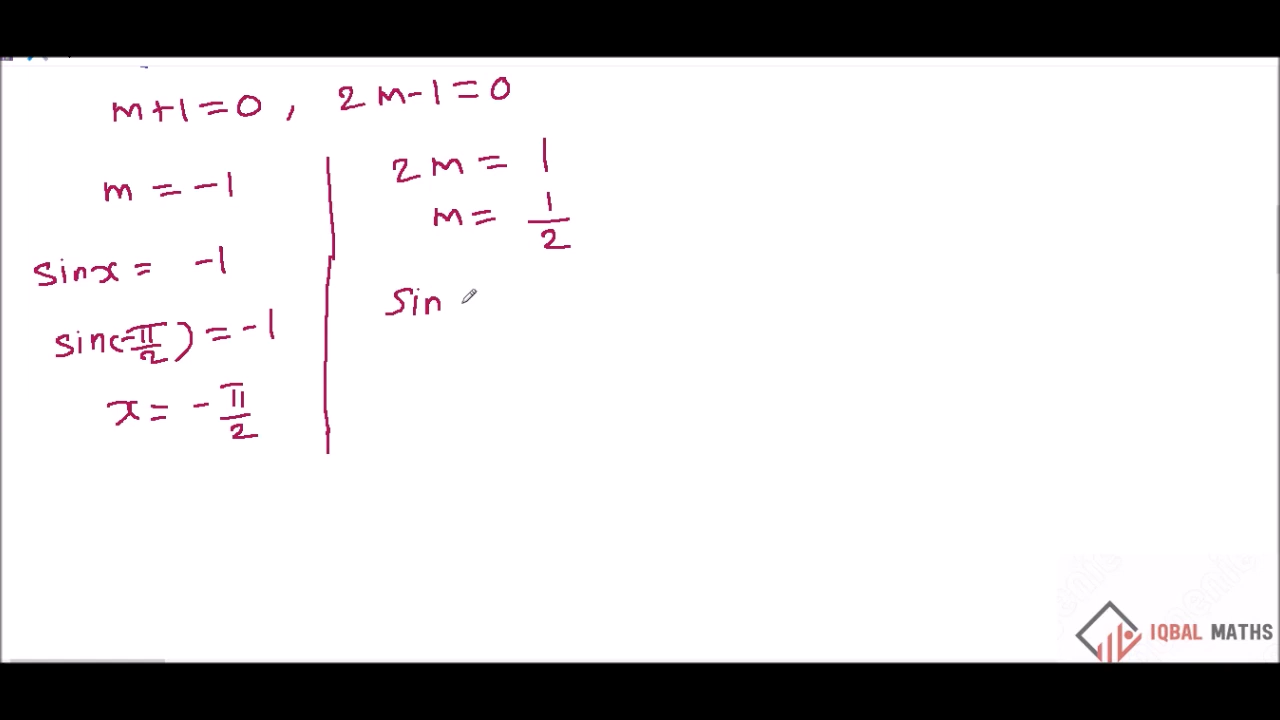 m+1=0, 2m-1=0
m = -1
sinx = -1
sin(-π/2) = -1
x = -π/2
2m = 1
m = 1/2
sin
IQBAL MATHS